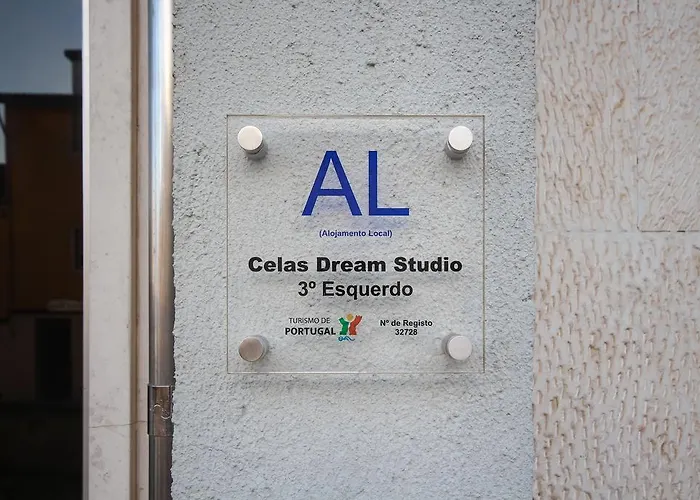 AL
(Alojamento Local)
Celas Dream Studio
3º Esquerdo
TURISMO DE
PORTUGAL
Nº de Registo
32728